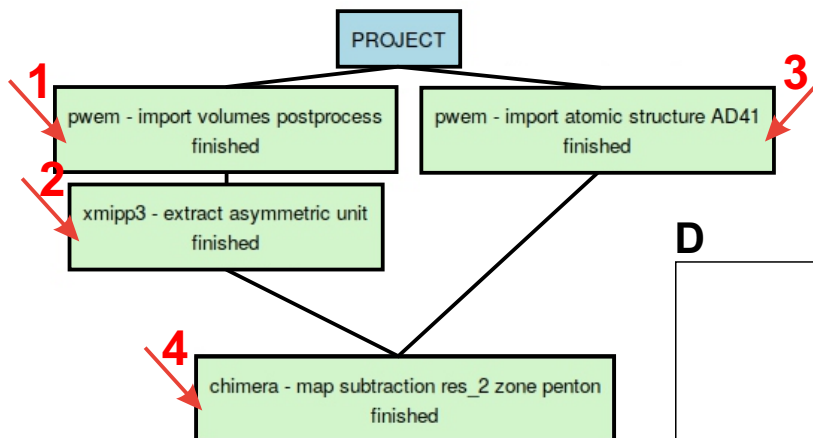 PROJECT
1
pwem - import volumes postprocess
finished
3
pwem - import atomic structure AD41
finished
2
xmipp3 - extract asymmetric unit
finished
D
4
chimera - map subtraction res_2 zone penton
finished